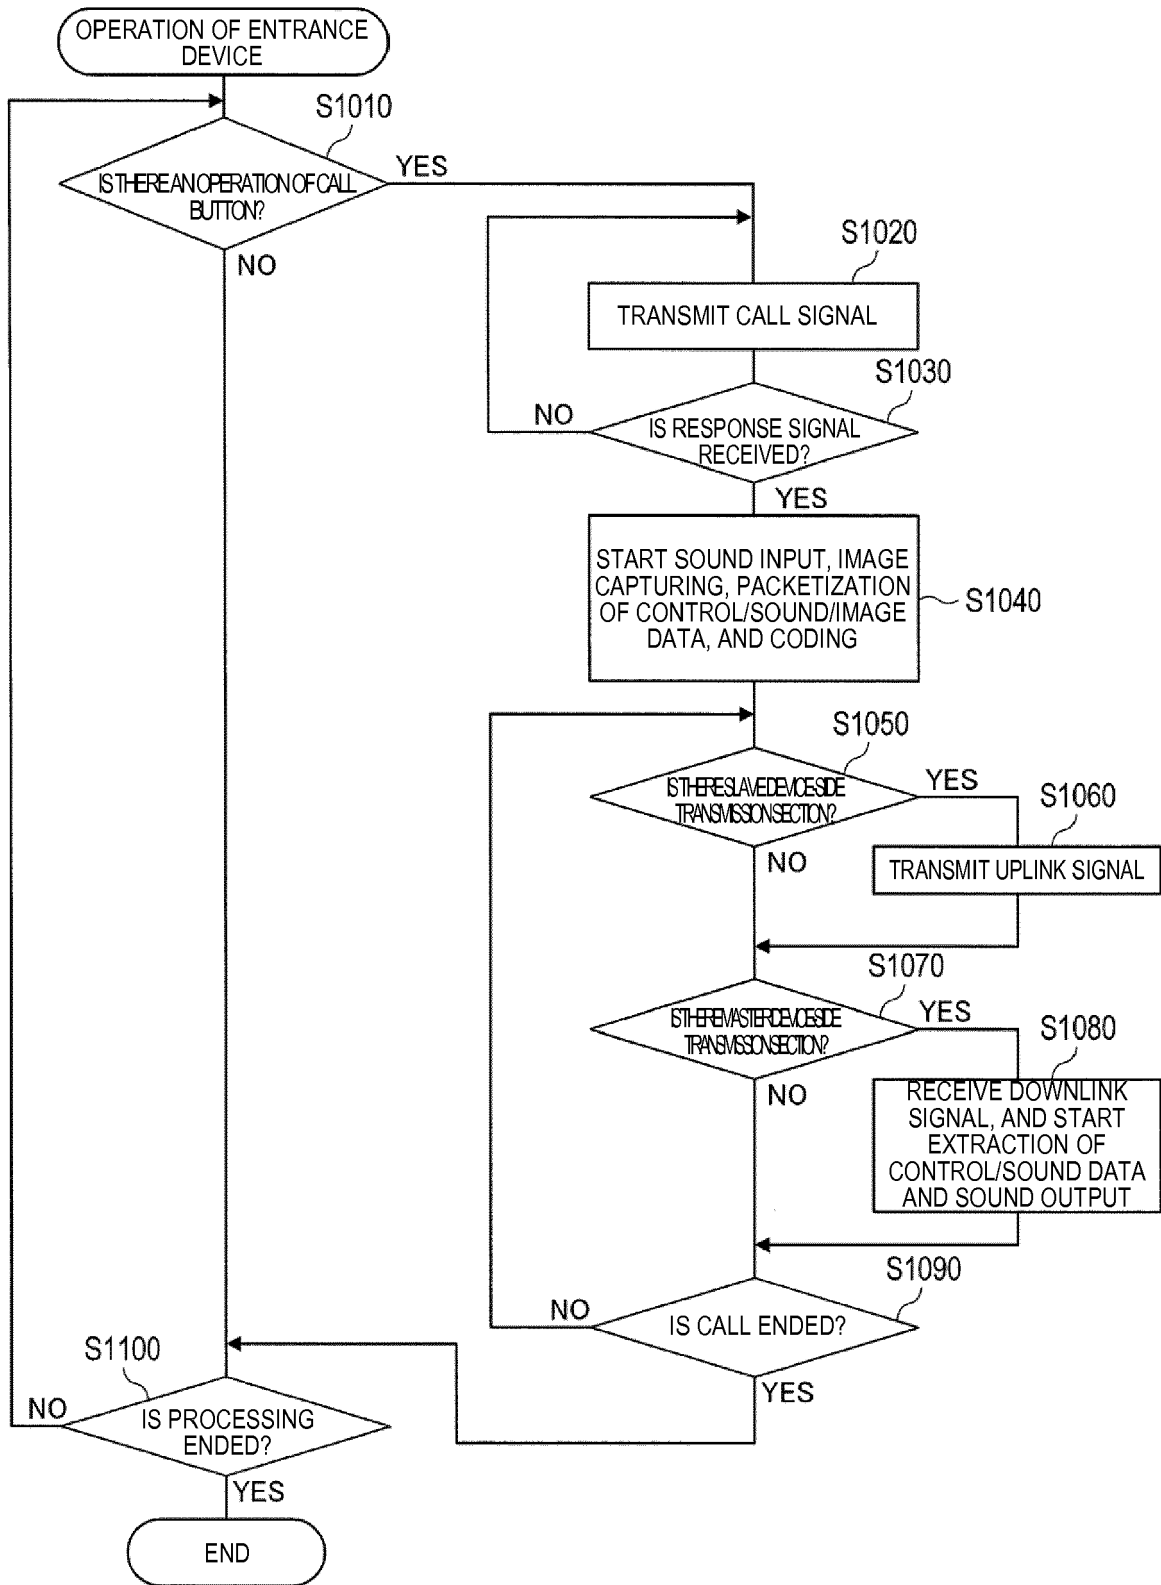 OPERATION OF ENTRANCE
DEVICE
S1010
IS THERE AN OPERATION OF CALL
BUTTON?
YES
NO
S1020
TRANSMIT CALL SIGNAL
S1030
NO
IS RESPONSE SIGNAL
RECEIVED?
YES
START SOUND INPUT, IMAGE
CAPTURING, PACKETIZATION
OF CONTROL/SOUND/IMAGE
DATA, AND CODING
S1040
S1050
IS THERE SLAVE DEVICE SIDE
TRANSMISSION SECTION?
YES
NO
S1060
TRANSMIT UPLINK SIGNAL
S1070
IS THERE MASTER DEVICE SIDE
TRANSMISSION SECTION?
YES
NO
S1080
RECEIVE DOWNLINK
SIGNAL, AND START
EXTRACTION OF
CONTROL/SOUND DATA
AND SOUND OUTPUT
S1090
NO
IS CALL ENDED?
YES
S1100
NO
IS PROCESSING
ENDED?
YES
END